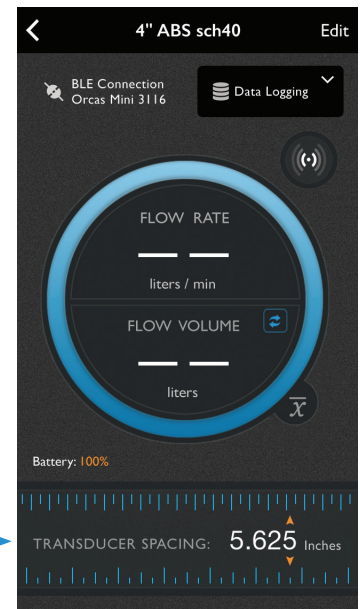 4" ABS sch40 Edit
BLE Connection
Orcas Mini 3116
Data Logging
FLOW RATE
— —
liters / min
FLOW VOLUME
— —
liters
x̅
Battery: 100%
TRANSDUCER SPACING: 5.625 Inches